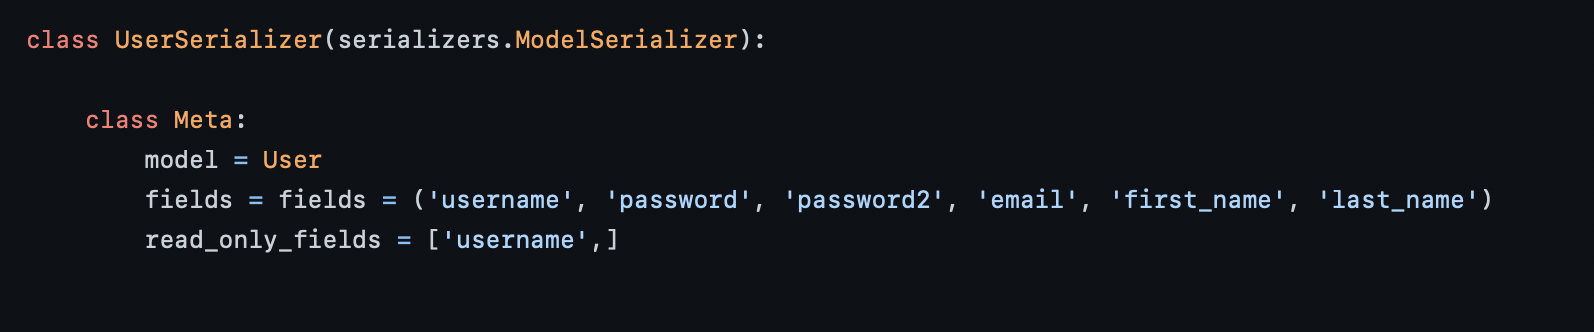 class UserSerializer(serializers.ModelSerializer):
class Meta:
model = User
fields = fields = ('username', 'password', 'password2', 'email', 'first_name', 'last_name')
read_only_fields = ['username',]